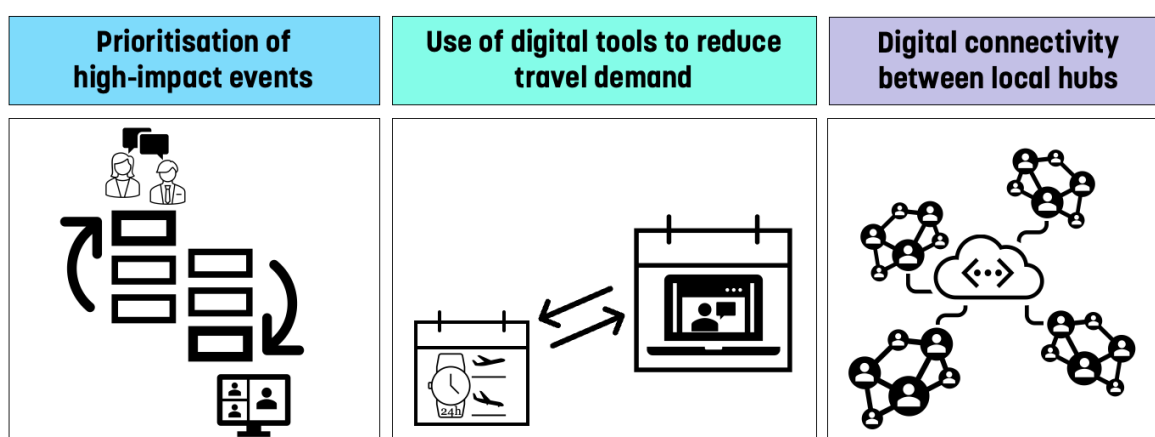 Prioritisation of
high-impact events
Use of digital tools to reduce
travel demand
Digital connectivity
between local hubs
24h